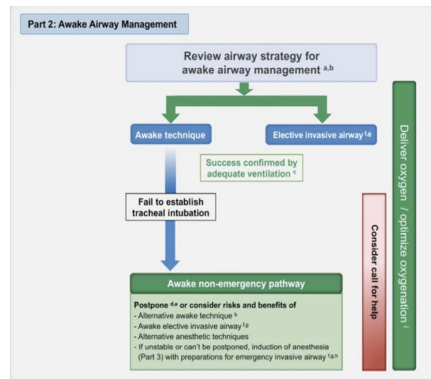 Part 2: Awake Airway Management
Review airway strategy for
awake airway management a,b
Awake technique
Elective invasive airway f,g
Success confirmed by
adequate ventilation c
Fail to establish
tracheal intubation
Awake non-emergency pathway
Postpone d,e or consider risks and benefits of
- Alternative awake technique b
- Awake elective invasive airway f,g
- Alternative anesthetic techniques
- If unstable or can't be postponed, induction of anesthesia
(Part 3) with preparations for emergency invasive airway f,g,h
Consider call for
help
Deliver oxygen / optimize oxygenation i